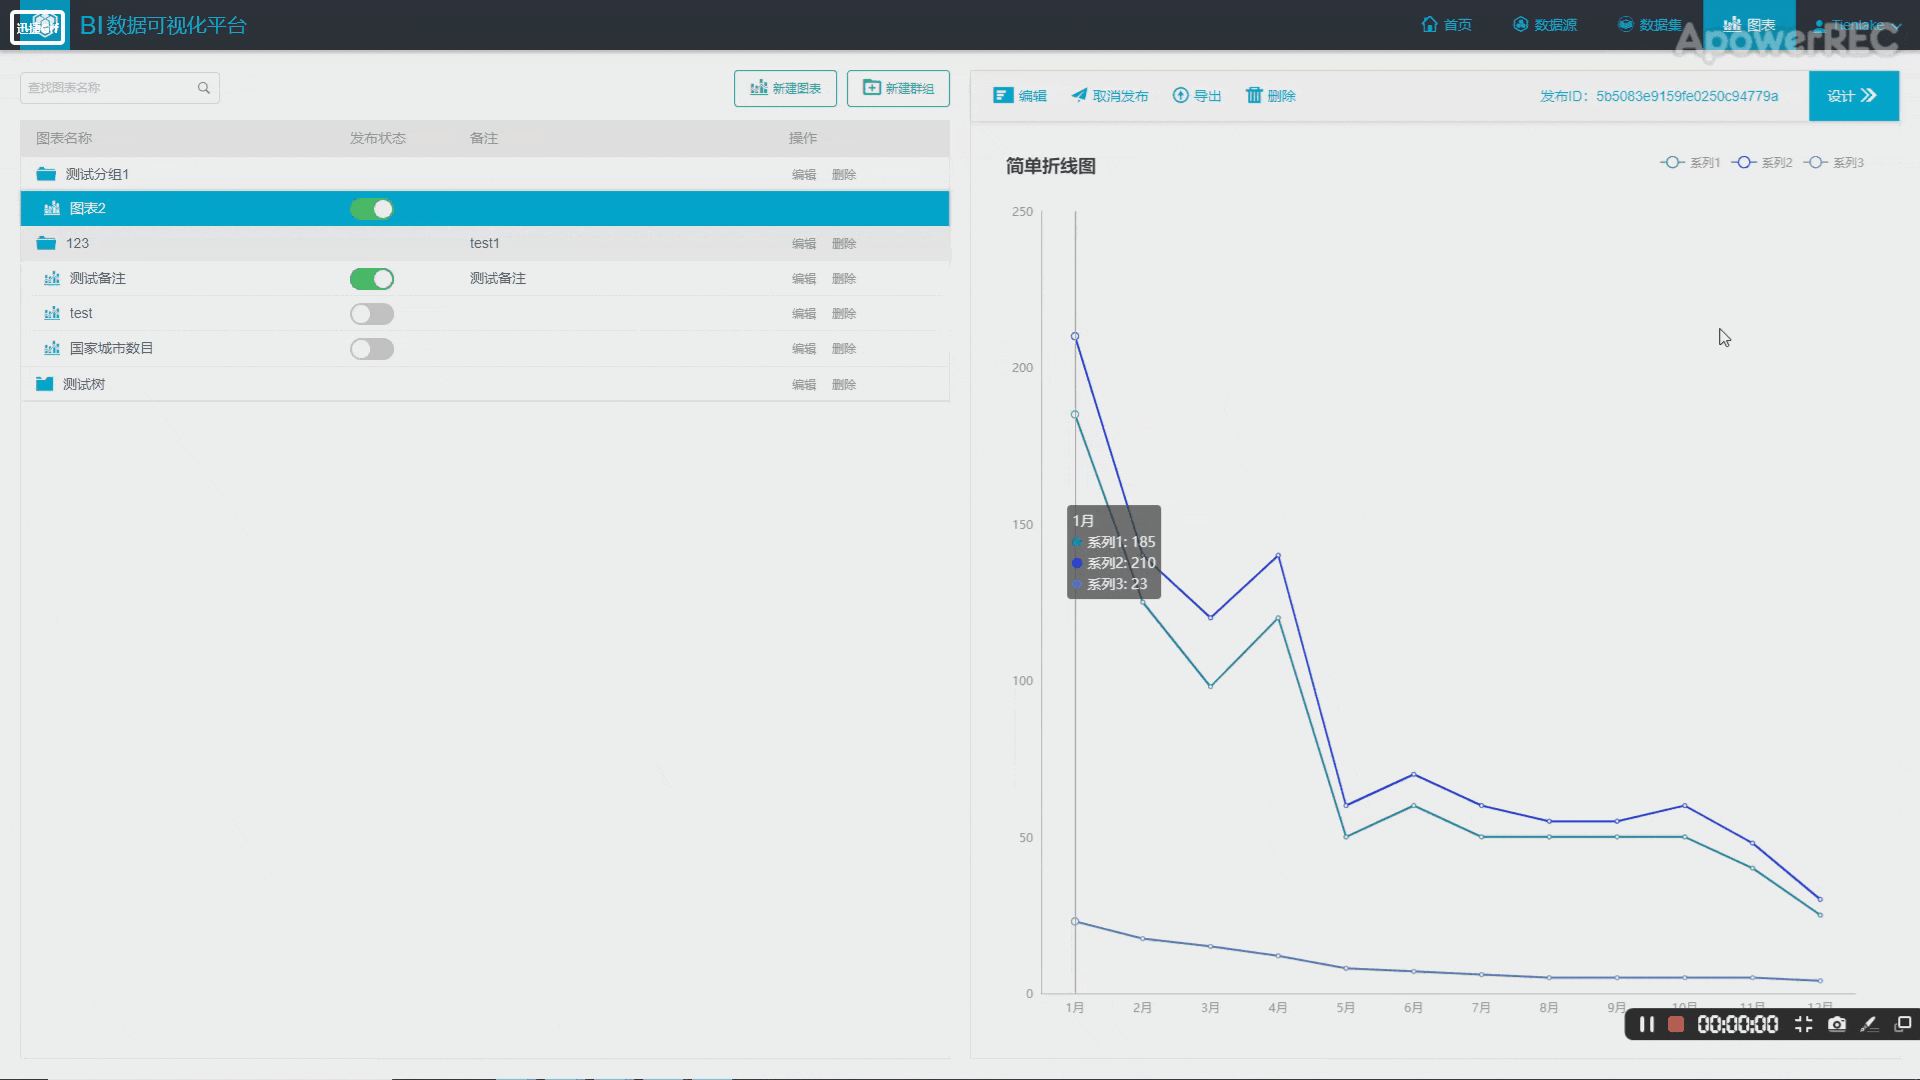 BI数据可视化平台
首页
数据源
数据集
图表
Tienlake
ApowerREC
查找图表名称
新建图表
新建群组
编辑
取消发布
导出
删除
发布ID: 5b5083e9159fe0250c94779a
设计
图表名称 发布状态 备注 操作
测试分组1 编辑 删除
图表2
123 test1 编辑 删除
测试备注 测试备注 编辑 删除
test 编辑 删除
国家城市数目 编辑 删除
测试树 编辑 删除
简单折线图
系列1 系列2 系列3
250
200
150
100
50
0
1月
系列1: 185
系列2: 210
系列3: 23
1月 2月 3月 4月 5月 6月 7月 8月 9月 10月 11月 12月
00:00:00